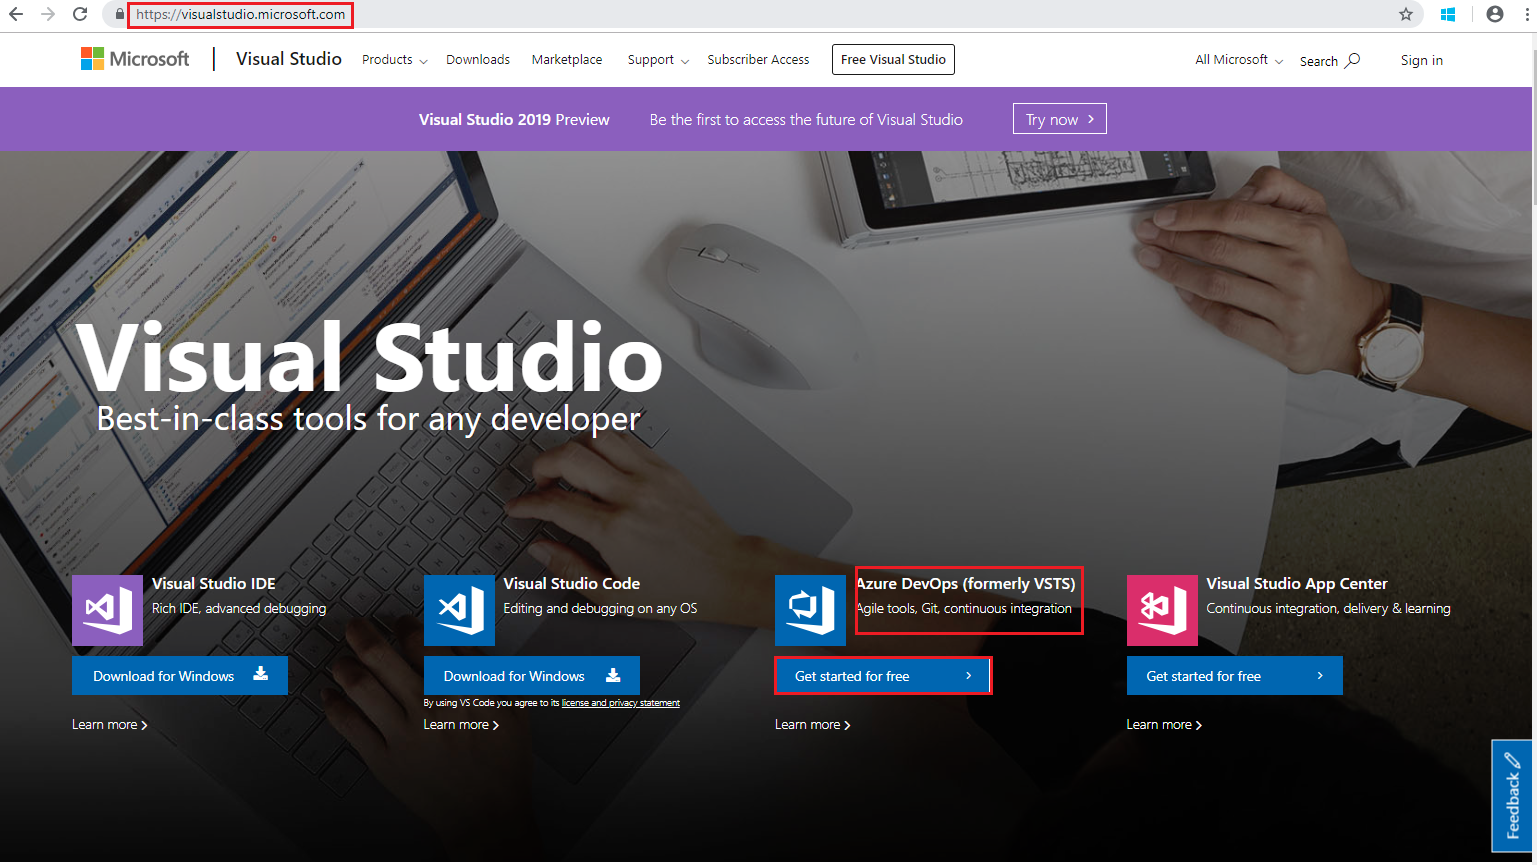 https://visualstudio.microsoft.com
Microsoft
Visual Studio
Products
Downloads
Marketplace
Support
Subscriber Access
Free Visual Studio
All Microsoft
Search
Sign in
Visual Studio 2019 Preview
Be the first to access the future of Visual Studio
Try now
Visual Studio
Best-in-class tools for any developer
Visual Studio IDE
Rich IDE, advanced debugging
Download for Windows
Learn more
Visual Studio Code
Editing and debugging on any OS
Download for Windows
By using VS Code you agree to its license and privacy statement
Learn more
Azure DevOps (formerly VSTS)
Agile tools, Git, continuous integration
Get started for free
Learn more
Visual Studio App Center
Continuous integration, delivery & learning
Get started for free
Learn more
Feedback